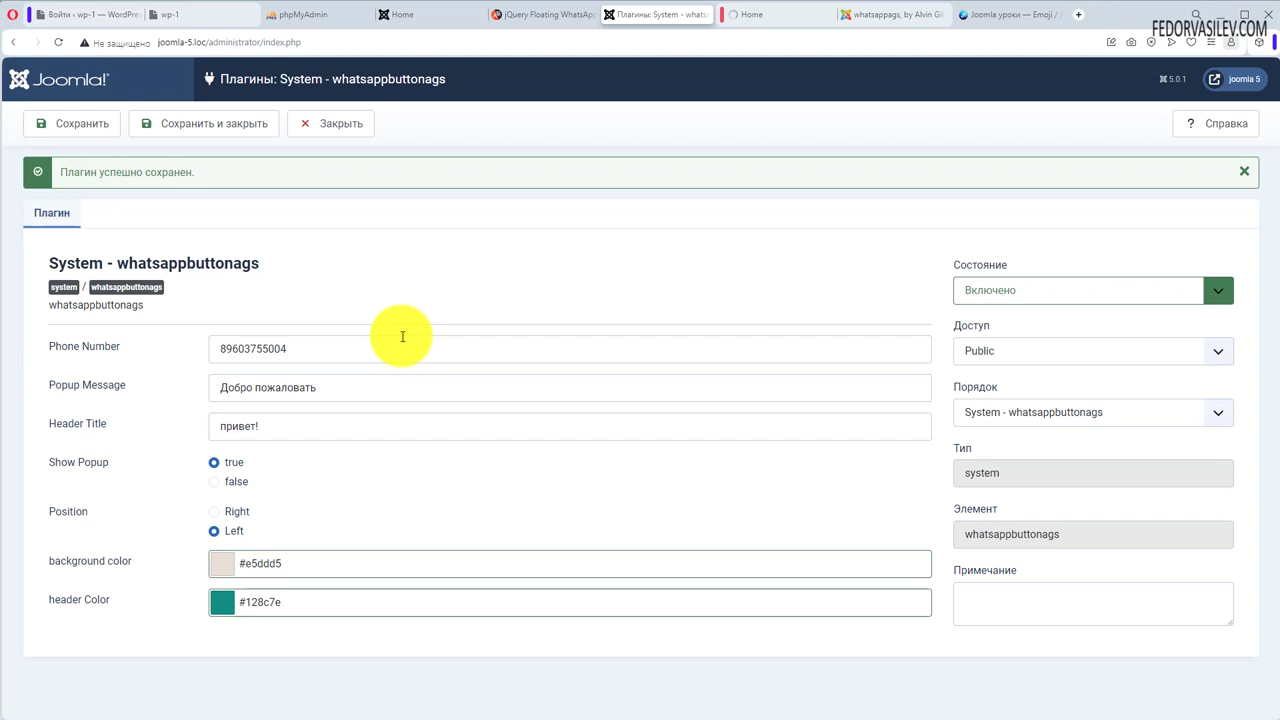 Войти ‹ wp-1 — WordPre
wp-1
phpMyAdmin
Home
jQuery Floating WhatsApp
Плагины: System - whats
Home
whatsappags, by Alvin Gil
Joomla уроки — Emoji /
FEDORVASILEV.COM
Не защищено
joomla-5.loc/administrator/index.php
Joomla!
Плагины: System - whatsappbuttonags
5.0.1
joomla 5
Сохранить
Сохранить и закрыть
Закрыть
? Справка
Плагин успешно сохранен.
Плагин
System - whatsappbuttonags
system / whatsappbuttonags
whatsappbuttonags
Phone Number
89603755004
Popup Message
Добро пожаловать
Header Title
привет!
Show Popup
true
false
Position
Right
Left
background color
#e5ddd5
header Color
#128c7e
Состояние
Включено
Доступ
Public
Порядок
System - whatsappbuttonags
Тип
system
Элемент
whatsappbuttonags
Примечание